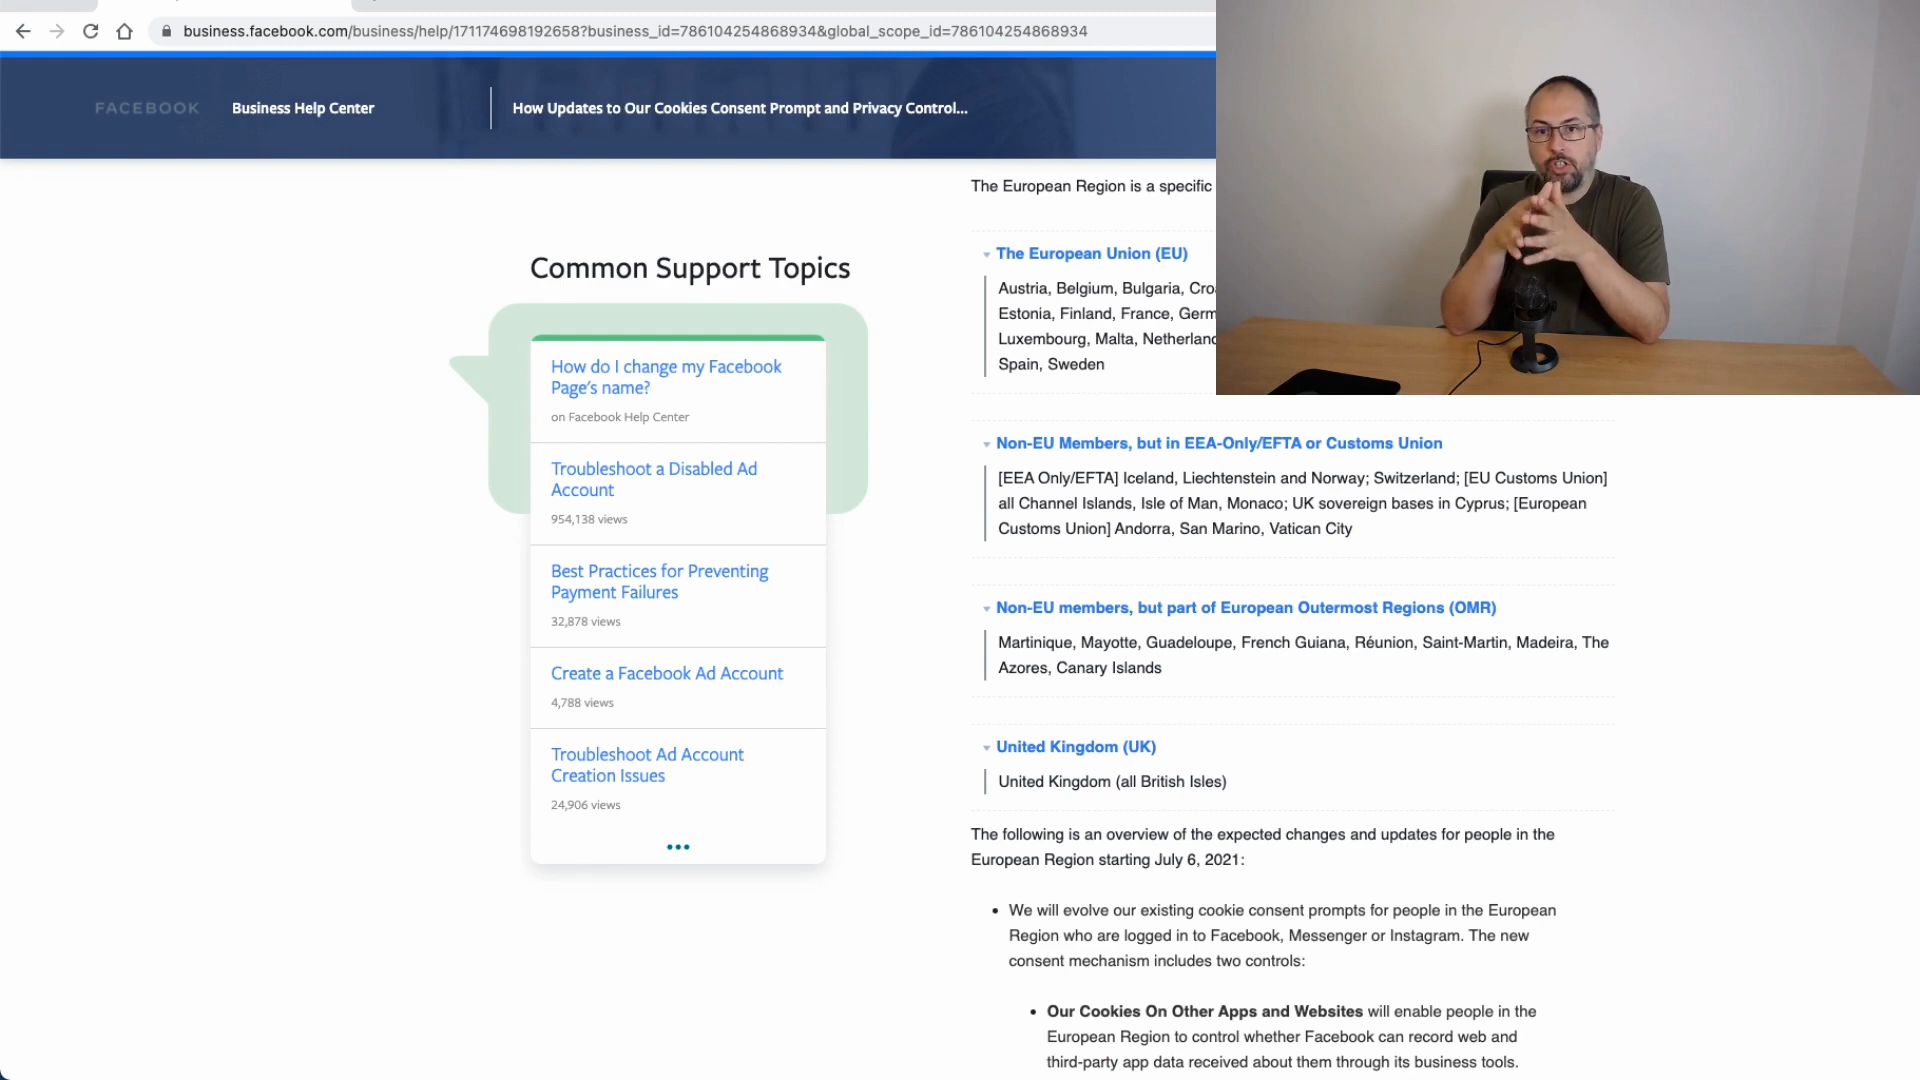 business.facebook.com/business/help/171174698192658?business_id=786104254868934&global_scope_id=786104254868934
FACEBOOK
Business Help Center
How Updates to Our Cookies Consent Prompt and Privacy Control...
Common Support Topics
How do I change my Facebook
Page's name?
on Facebook Help Center
Troubleshoot a Disabled Ad
Account
954,138 views
Best Practices for Preventing
Payment Failures
32,878 views
Create a Facebook Ad Account
4,788 views
Troubleshoot Ad Account
Creation Issues
24,906 views
The European Region is a specific
The European Union (EU)
Austria, Belgium, Bulgaria, Cro
Estonia, Finland, France, Germ
Luxembourg, Malta, Netherland
Spain, Sweden
Non-EU Members, but in EEA-Only/EFTA or Customs Union
[EEA Only/EFTA] Iceland, Liechtenstein and Norway; Switzerland; [EU Customs Union]
all Channel Islands, Isle of Man, Monaco; UK sovereign bases in Cyprus; [European
Customs Union] Andorra, San Marino, Vatican City
Non-EU members, but part of European Outermost Regions (OMR)
Martinique, Mayotte, Guadeloupe, French Guiana, Réunion, Saint-Martin, Madeira, The
Azores, Canary Islands
United Kingdom (UK)
United Kingdom (all British Isles)
The following is an overview of the expected changes and updates for people in the
European Region starting July 6, 2021:
• We will evolve our existing cookie consent prompts for people in the European
Region who are logged in to Facebook, Messenger or Instagram. The new
consent mechanism includes two controls:
• Our Cookies On Other Apps and Websites will enable people in the
European Region to control whether Facebook can record web and
third-party app data received about them through its business tools.